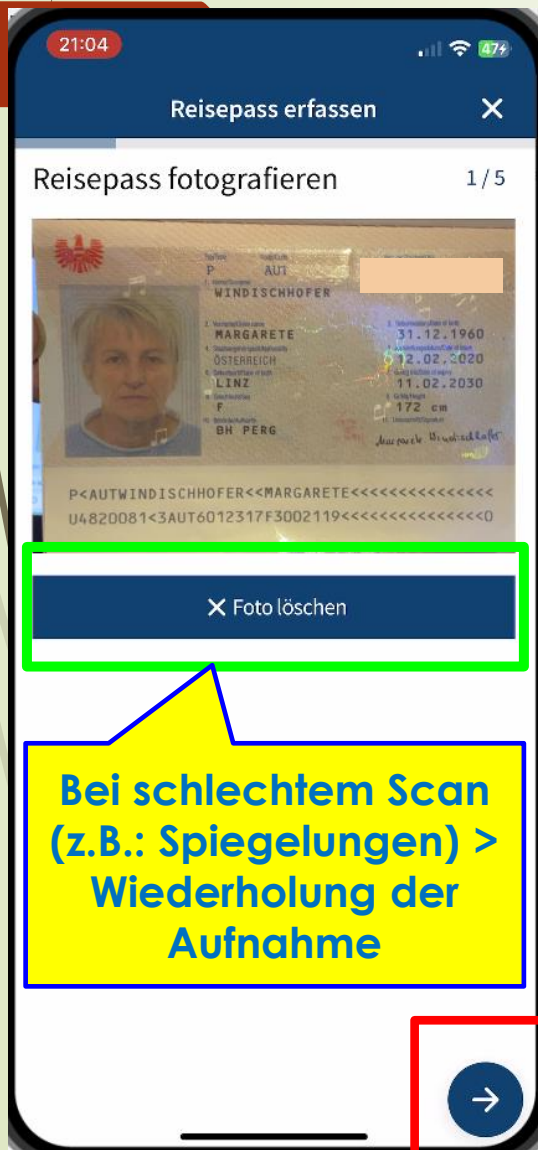 21:04
Reisepass erfassen
Reisepass fotografieren 1/5
P AUT
WINDISCHHOFER
MARGARETE 31.12.1960
ÖSTERREICH 12.02.2020
LINZ 11.02.2030
F 172 cm
BH PERG
P<AUTWINDISCHHOFER<<MARGARETE<<<<<<<<<<<<<<<
U4820081<3AUT6012317F3002119<<<<<<<<<<<<<<<0
Foto löschen
Bei schlechtem Scan
(z.B.: Spiegelungen) >
Wiederholung der
Aufnahme